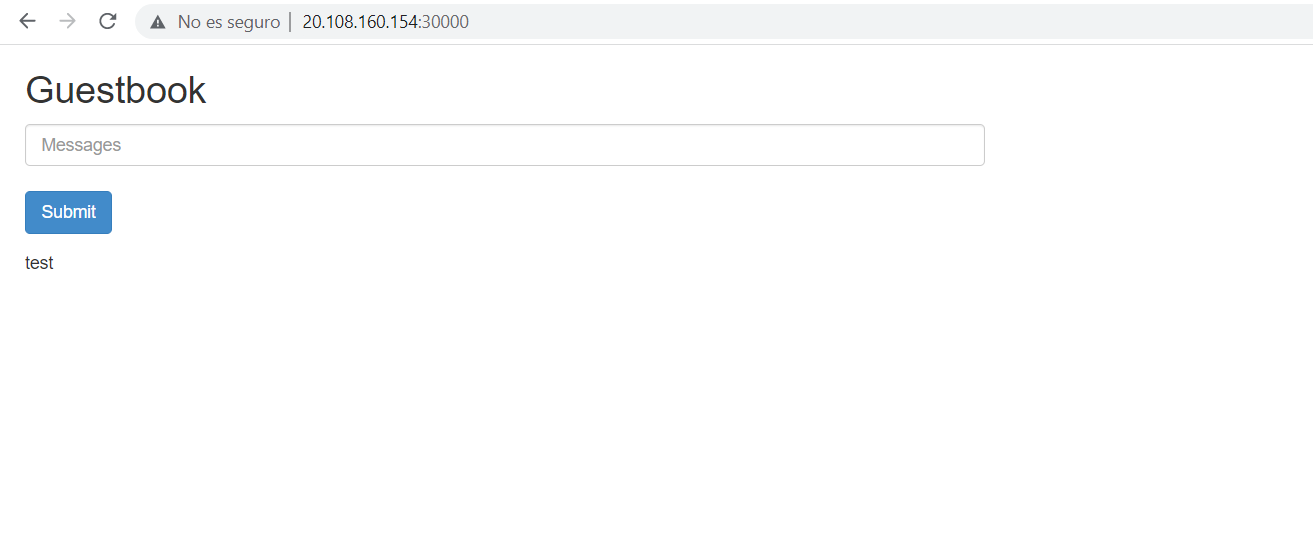 No es seguro | 20.108.160.154:30000
Guestbook
Messages
Submit
test